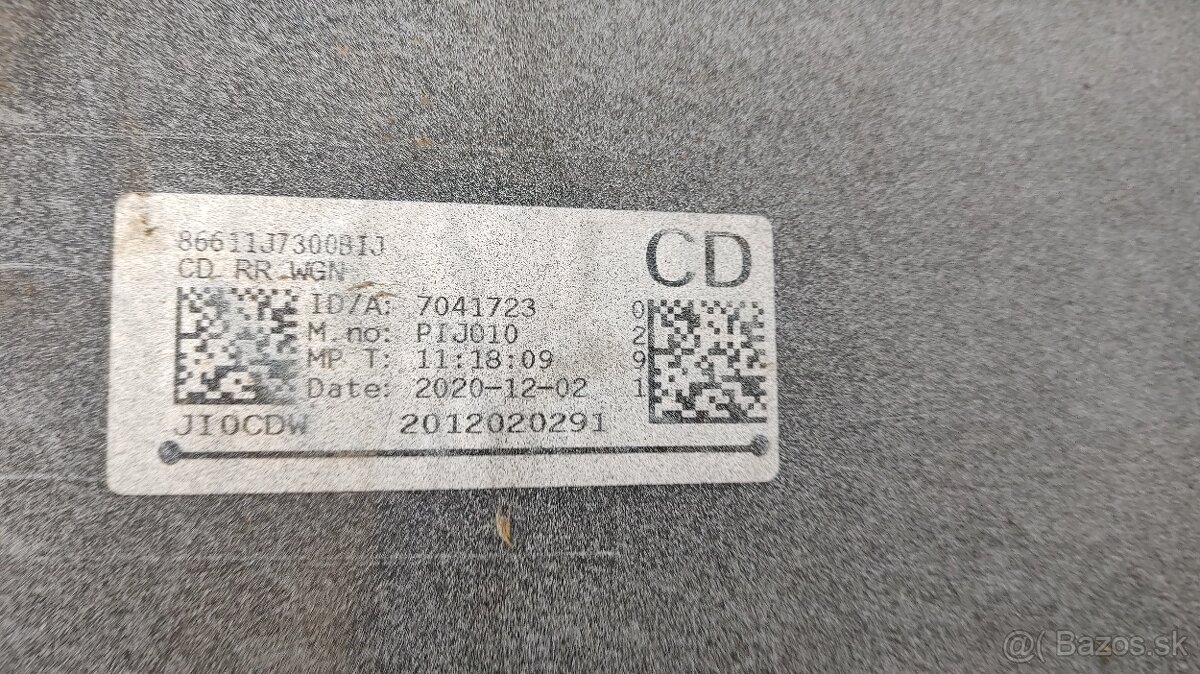 86611J7300BIJ
CD RR WGN
CD
ID/A: 7041723
M.no: PIJ010
MP T: 11:18:09
Date: 2020-12-02
0
2
9
1
JI0CDW 2012020291
@( Bazos.sk